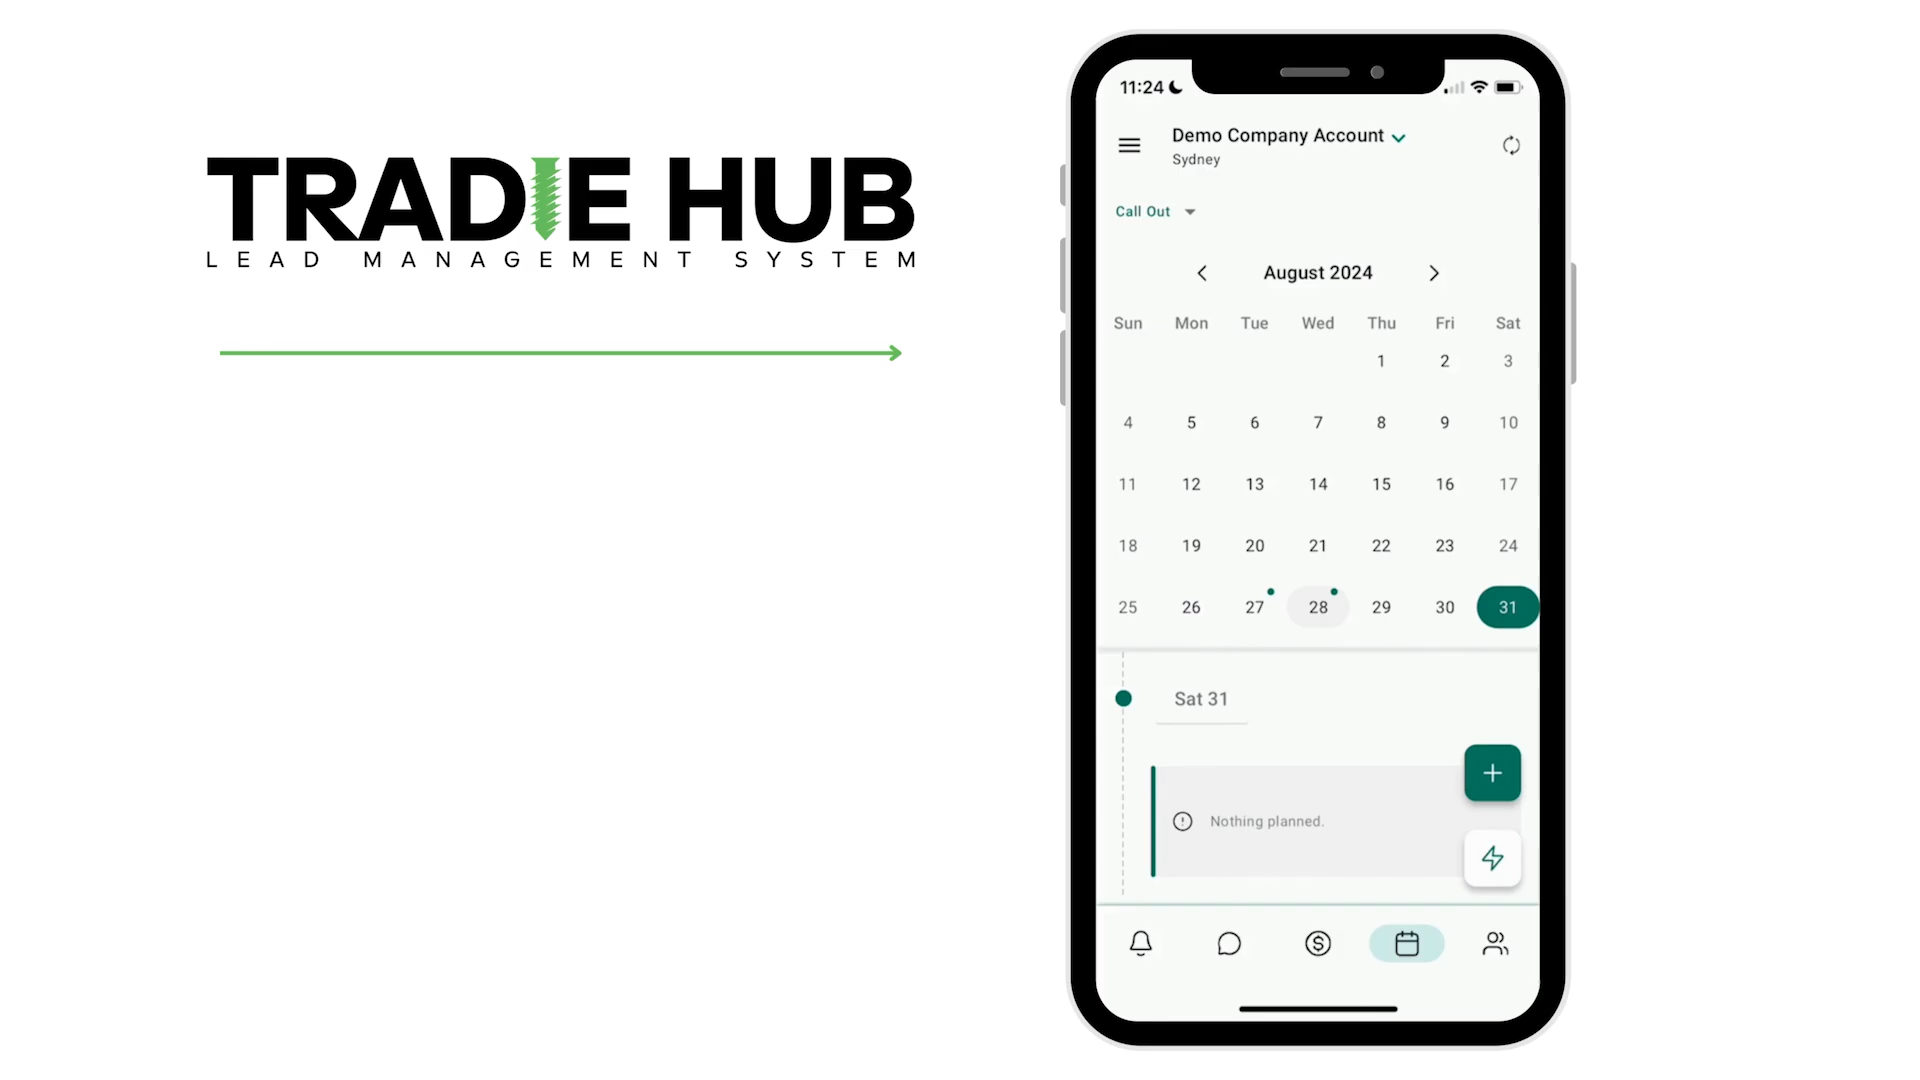 TRADIE HUB
LEAD MANAGEMENT SYSTEM
11:24
Demo Company Account
Sydney
Call Out
August 2024
Sun Mon Tue Wed Thu Fri Sat
1 2 3
4 5 6 7 8 9 10
11 12 13 14 15 16 17
18 19 20 21 22 23 24
25 26 27 28 29 30 31
Sat 31
Nothing planned.